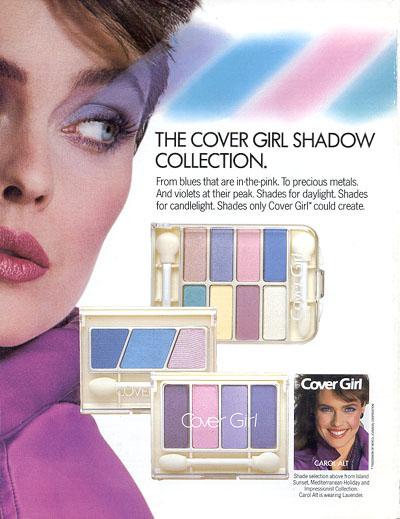 THE COVER GIRL SHADOW
COLLECTION.
From blues that are in-the-pink. To precious metals.
And violets at their peak. Shades for daylight. Shades
for candlelight. Shades only Cover Girl* could create.
Cover Girl
COVER
Cover Girl
Cover Girl
CAROL ALT
Shade selection above from Island
Sunset, Mediterranean Holiday and
Impressionist Collection.
Carol Alt is wearing Lavender.